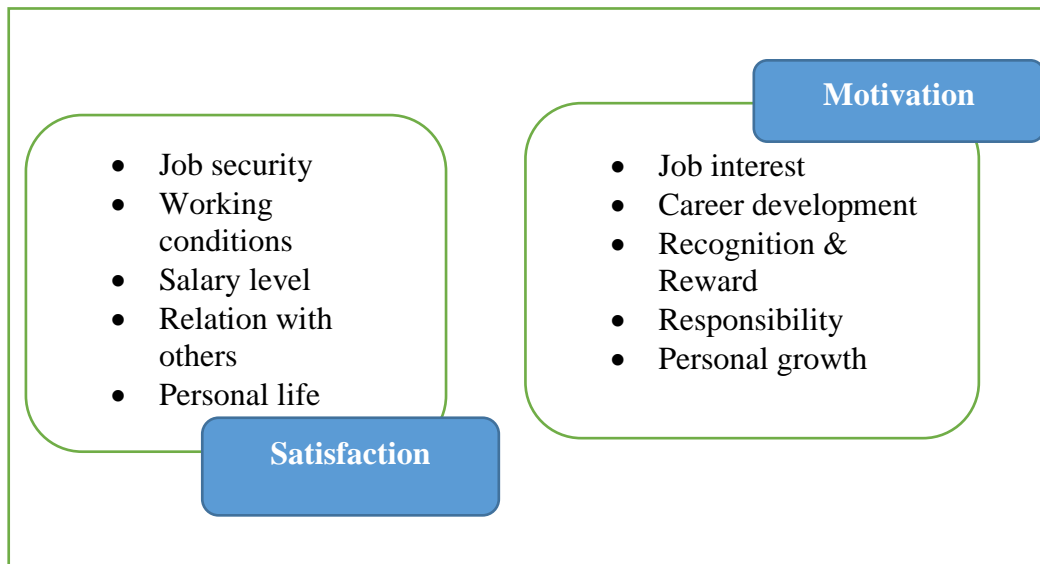 • Job security
• Working
conditions
• Salary level
• Relation with
others
• Personal life
Satisfaction
Motivation
• Job interest
• Career development
• Recognition &
Reward
• Responsibility
• Personal growth